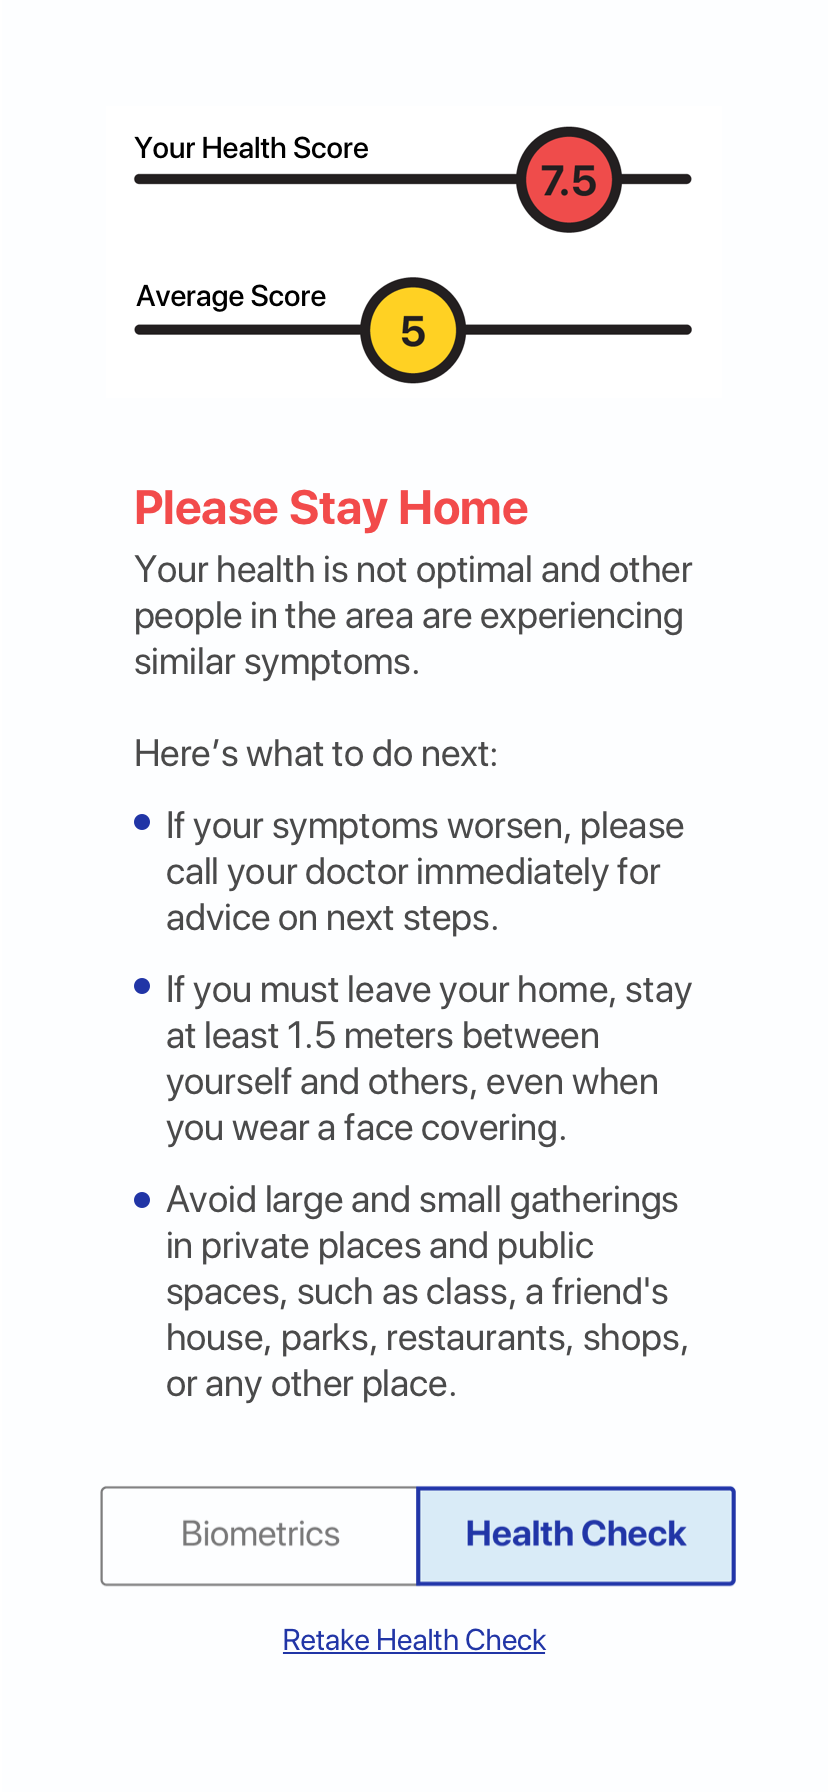 Your Health Score
7.5
Average Score
5
Please Stay Home
Your health is not optimal and other
people in the area are experiencing
similar symptoms.
Here’s what to do next:
If your symptoms worsen, please
call your doctor immediately for
advice on next steps.
If you must leave your home, stay
at least 1.5 meters between
yourself and others, even when
you wear a face covering.
Avoid large and small gatherings
in private places and public
spaces, such as class, a friend's
house, parks, restaurants, shops,
or any other place.
Biometrics
Health Check
Retake Health Check